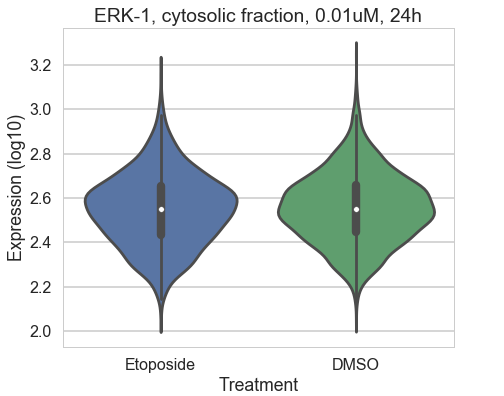 ERK-1, cytosolic fraction, 0.01uM, 24h
Expression (log10)
3.2
3.0
2.8
2.6
2.4
2.2
2.0
Etoposide DMSO
Treatment